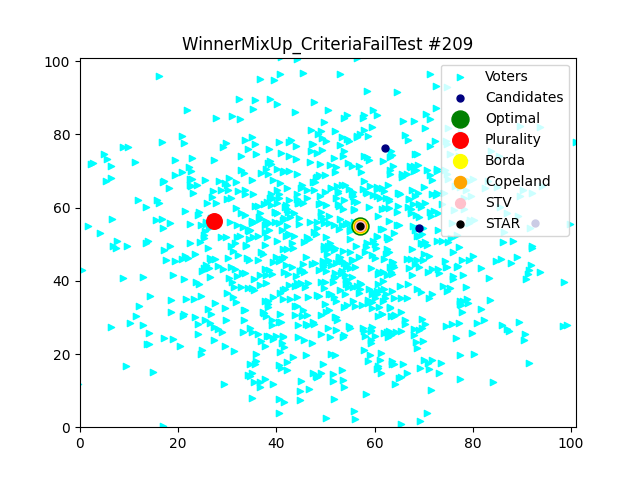 WinnerMixUp_CriteriaFailTest #209
100
80
60
40
20
0
0
20
40
60
80
100
Voters
Candidates
Optimal
Plurality
Borda
Copeland
STV
STAR